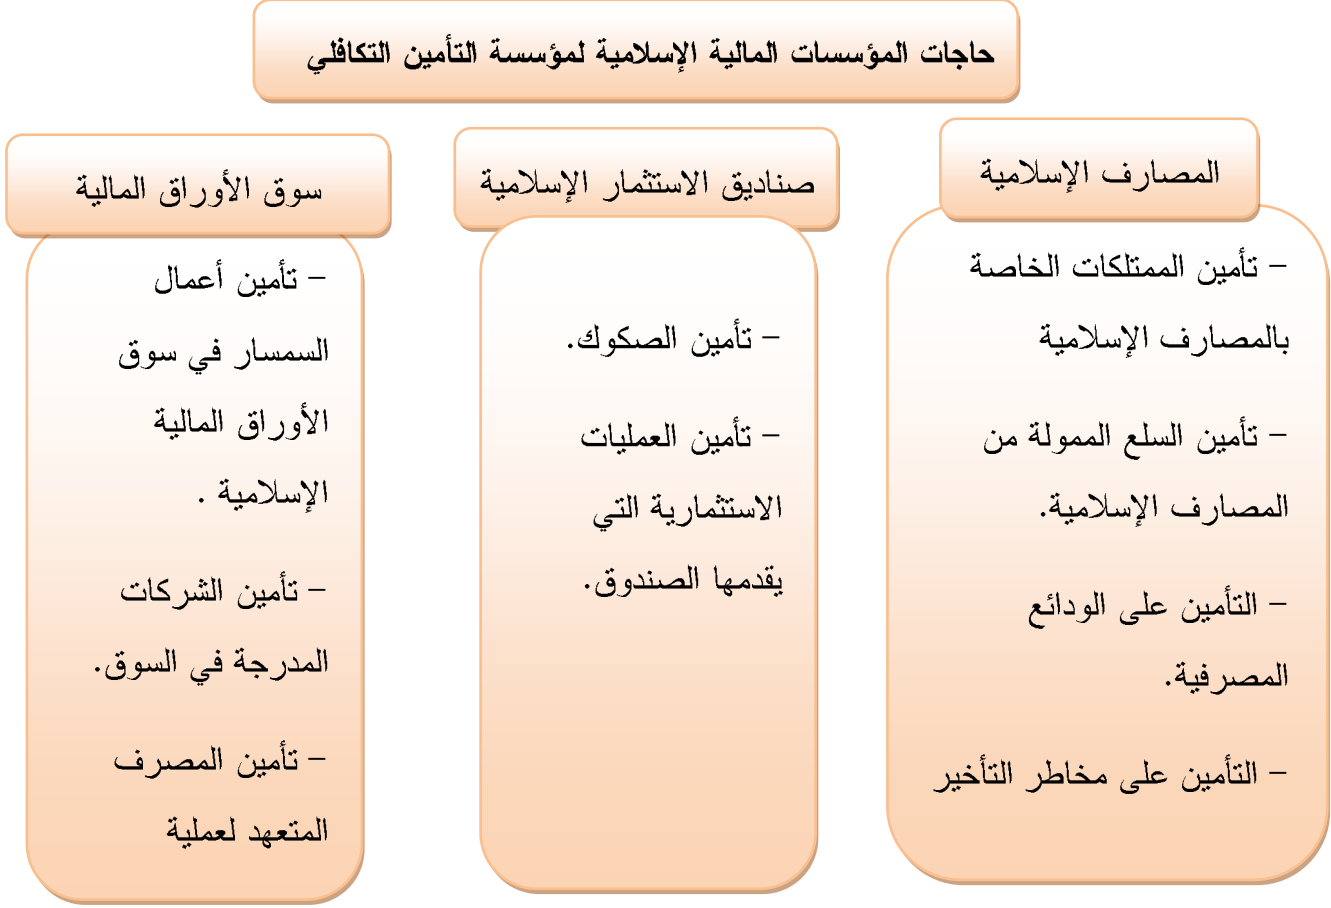 حاجات المؤسسات المالية الإسلامية لمؤسسة التأمين التكافلي
المصارف الإسلامية
– تأمين الممتلكات الخاصة
بالمصارف الإسلامية
– تأمين السلع الممولة من
المصارف الإسلامية.
– التأمين على الودائع
المصرفية.
– التأمين على مخاطر التأخير
صناديق الاستثمار الإسلامية
– تأمين الصكوك.
– تأمين العمليات
الاستثمارية التي
يقدمها الصندوق.
سوق الأوراق المالية
– تأمين أعمال
السمسار في سوق
الأوراق المالية
الإسلامية .
– تأمين الشركات
المدرجة في السوق.
– تأمين المصرف
المتعهد لعملية